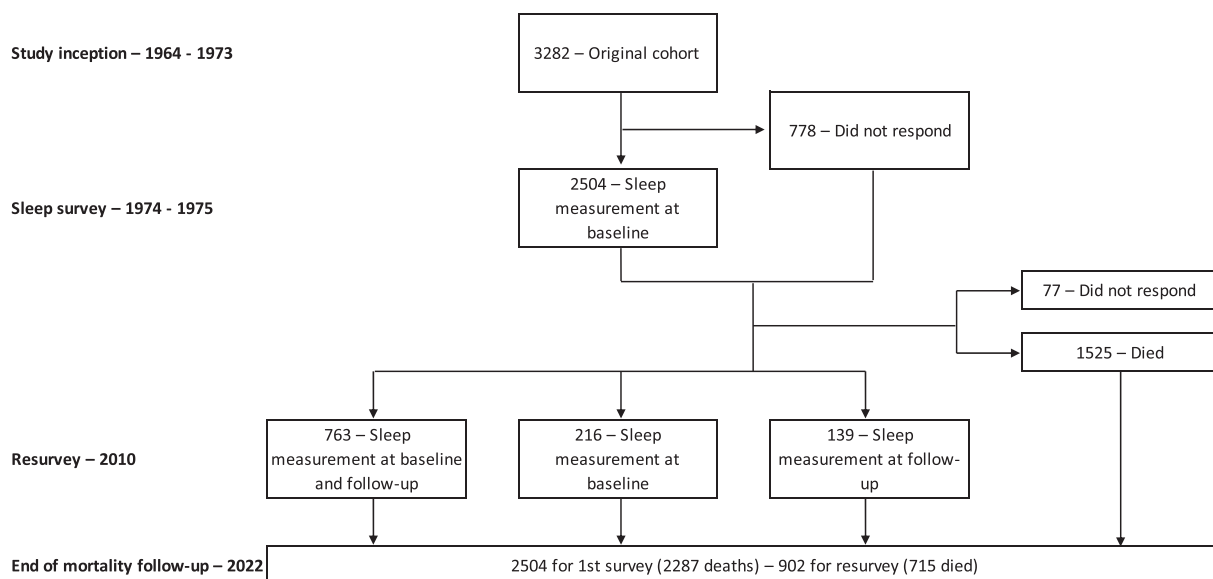 Study inception – 1964 - 1973
3282 – Original cohort
778 – Did not respond
Sleep survey – 1974 - 1975
2504 – Sleep
measurement at
baseline
77 – Did not respond
1525 – Died
Resurvey – 2010
763 – Sleep
measurement at baseline
and follow-up
216 – Sleep
measurement at
baseline
139 – Sleep
measurement at follow-
up
End of mortality follow-up – 2022
2504 for 1st survey (2287 deaths) – 902 for resurvey (715 died)